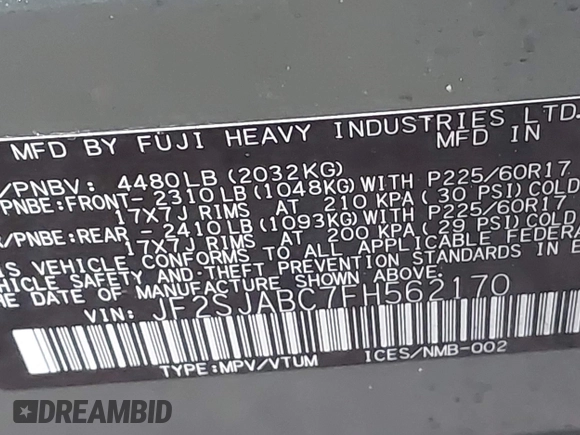 MFD BY FUJI HEAVY INDUSTRIES LTD.
MFD IN
/PNBV: 4480LB(2032KG)
PNBE:FRONT- 2310LB(1048KG)WITH P225/60R17
17X7J RIMS AT 210 KPA(30 PSI)COLD
/PNBE:REAR - 2410LB(1093KG)WITH P225/60R17
17X7J RIMS AT 200 KPA(29 PSI)COLD
VEHICLE CONFORMS TO ALL APPLICABLE FEDERA
VEHICLE SAFETY AND THEFT PREVENTION STANDARDS IN E
DATE OF MANUFACTURE SHOWN ABOVE.
VIN: JF2SJABC7FH562170
TYPE:MPV/VTUM ICES/NMB-002
DREAMBID